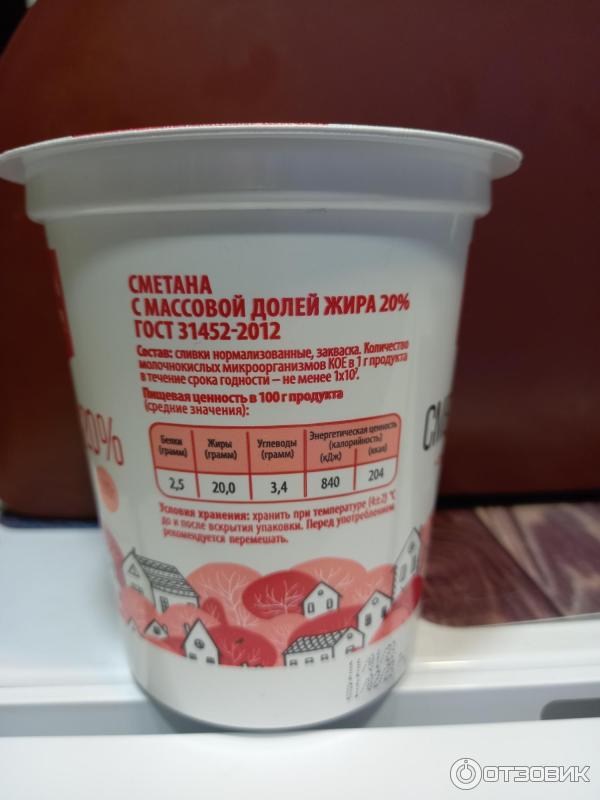 СМЕТАНА
С МАССОВОЙ ДОЛЕЙ ЖИРА 20%
ГОСТ 31452-2012
Состав: сливки нормализованные, закваска. Количество
молочнокислых микроорганизмов КОЕ в 1 г продукта
в течение срока годности – не менее 1х10⁷.
Пищевая ценность в 100 г продукта
(средние значения):
Белки (грамм) Жиры (грамм) Углеводы (грамм) Энергетическая ценность (калорийность) (кДж) (ккал)
2,5 20,0 3,4 840 204
Условия хранения: хранить при температуре (4±2) °С
до и после вскрытия упаковки. Перед употреблением
рекомендуется перемешать.
20%
СМ
ОТЗОВИК